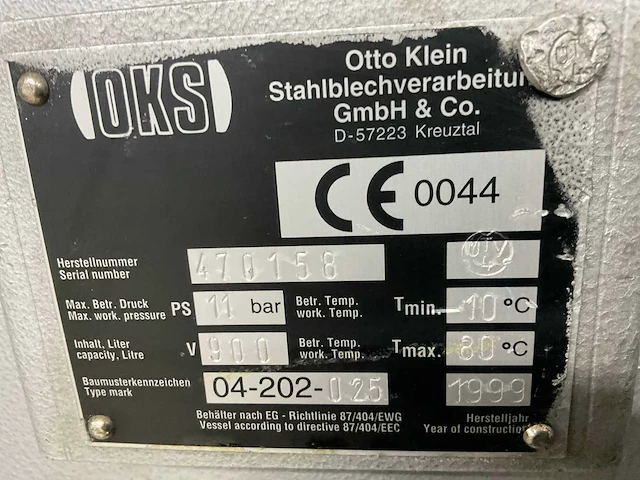 OKS
Otto Klein
Stahlblechverarbeitun
GmbH & Co.
D-57223 Kreuztal
CE 0044
Herstellnummer
Serial number
470158
Max. Betr. Druck
Max. work. pressure
PS 11 bar
Betr. Temp.
work. Temp.
Tmin. -10 °C
Inhalt, Liter
capacity, Litre
V 900
Betr. Temp.
work. Temp.
Tmax. 80 °C
Baumusterkennzeichen
Type mark
04-202-025
1999
Behälter nach EG - Richtlinie 87/404/EWG
Vessel according to directive 87/404/EEC
Herstelljahr
Year of construction